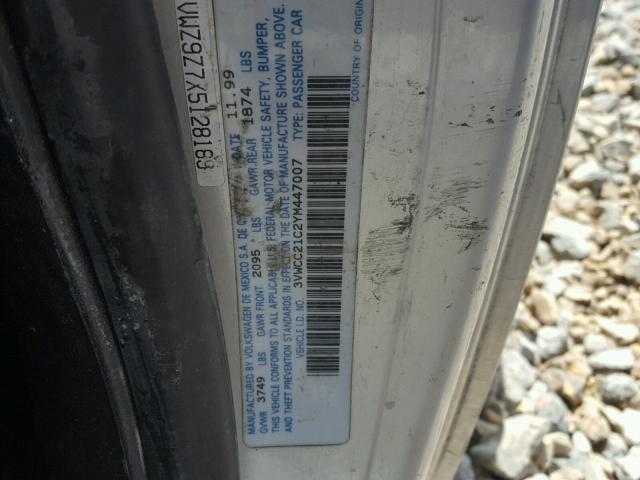 VWZ9Z7X5128183
MANUFACTURED BY VOLKSWAGEN DE MEXICO S.A. DE C. DATE 11.99
GVWR 3749 LBS GAWR FRONT 2095 LBS GAWR REAR 1874 LBS
THIS VEHICLE CONFORMS TO ALL APPLICABLE U.S. FEDERAL MOTOR VEHICLE SAFETY, BUMPER,
AND THEFT PREVENTION STANDARDS IN EFFECT ON THE DATE OF MANUFACTURE SHOWN ABOVE.
VEHICLE I.D. NO. 3VWCC21C2YM447007 TYPE: PASSENGER CAR
COUNTRY OF ORIGIN